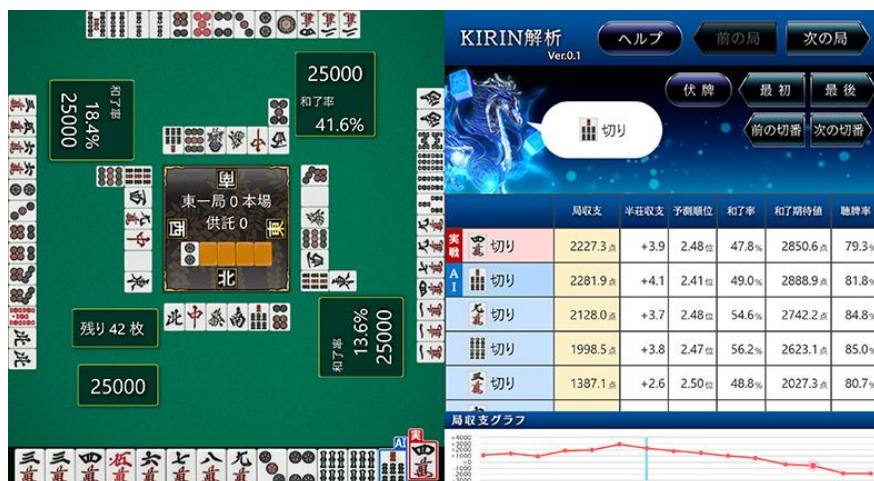 25000
和了率
41.6%
和了率
18.4%
25000
南
東一局0本場
供託0
西
東
北
残り42枚
25000
和了率
13.6%
25000
AI
実
KIRIN解析
Ver.0.1
ヘルプ
前の局
次の局
伏牌
最初
最後
前の切番
次の切番
切り
局収支 半荘収支 予測順位 和了率 和了期待値 聴牌率
実戦 切り 2227.3点 +3.9 2.48位 47.8% 2850.6点 79.3%
AI 切り 2281.9点 +4.1 2.41位 49.0% 2888.9点 81.8%
切り 2128.0点 +3.7 2.48位 54.6% 2742.2点 84.8%
切り 1998.5点 +3.8 2.47位 56.2% 2623.1点 85.0%
切り 1387.1点 +2.6 2.50位 48.8% 2027.3点 80.7%
局収支グラフ